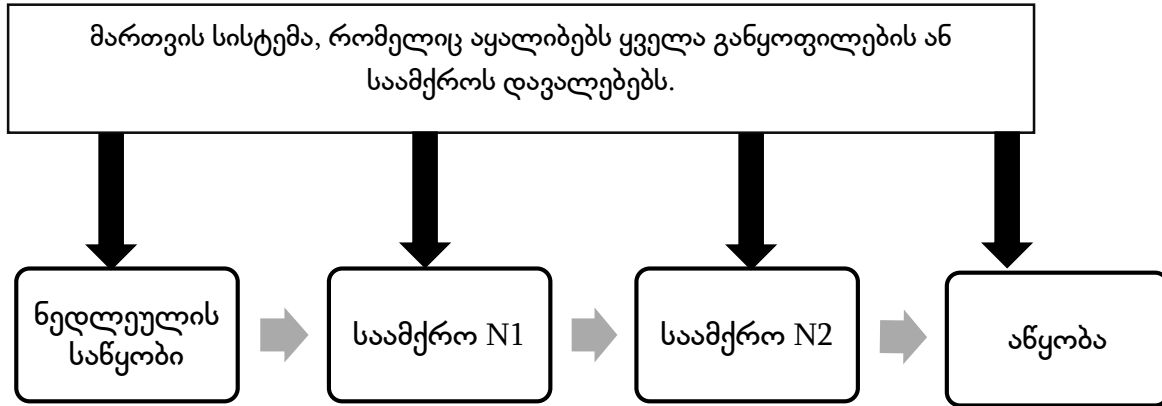 მართვის სისტემა, რომელიც აყალიბებს ყველა განყოფილების ან
საამქროს დავალებებს.
ნედლეულის
საწყობი
საამქრო N1
საამქრო N2
აწყობა